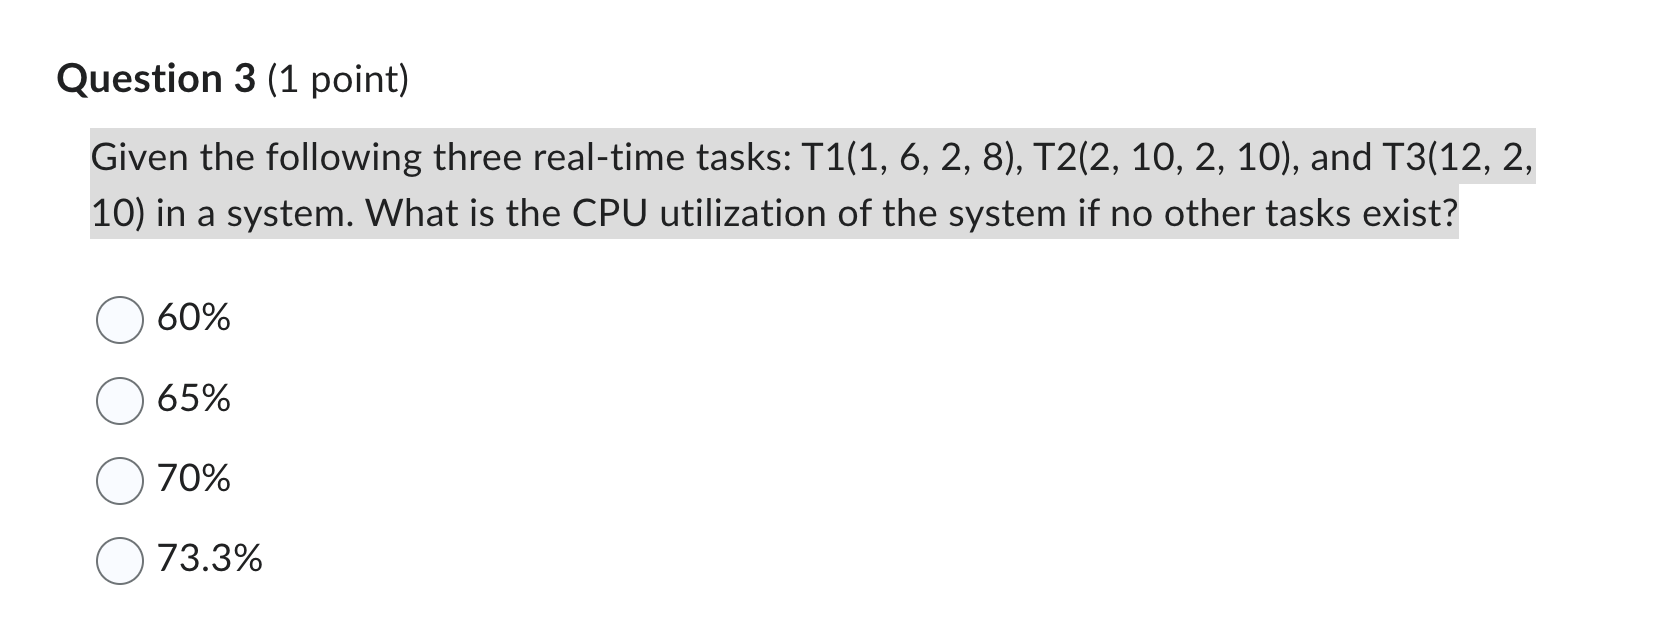 Question 3 (1 point)
Given the following three real-time tasks: T1(1, 6, 2, 8), T2(2, 10, 2, 10), and T3(12, 2,
10) in a system. What is the CPU utilization of the system if no other tasks exist?
60%
65%
70%
73.3%